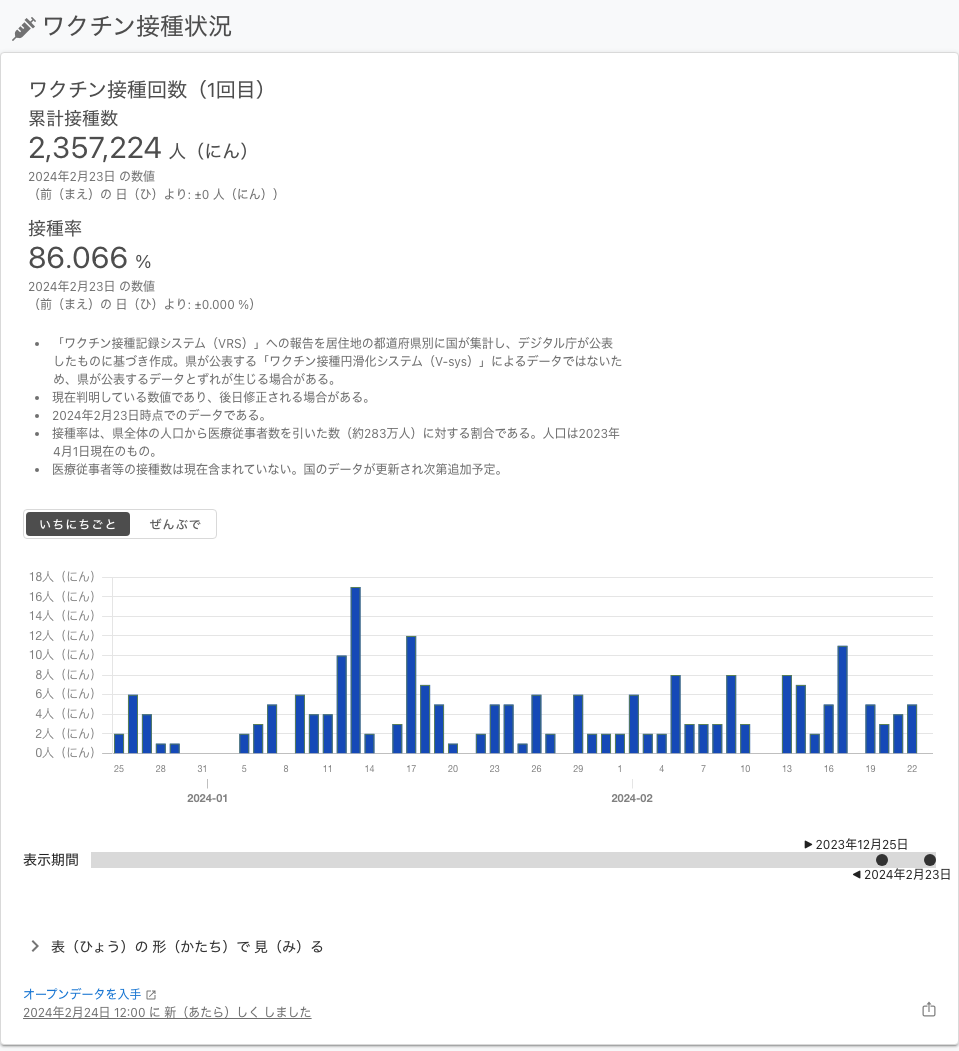 ワクチン接種状況
ワクチン接種回数（1回目）
累計接種数
2,357,224 人（にん）
2024年2月23日 の数値
（前（まえ）の 日（ひ）より: ±0 人（にん））
接種率
86.066 %
2024年2月23日 の数値
（前（まえ）の 日（ひ）より: ±0.000 %）
• 「ワクチン接種記録システム（VRS）」への報告を居住地の都道府県別に国が集計し、デジタル庁が公表
したものに基づき作成。県が公表する「ワクチン接種円滑化システム（V-sys）」によるデータではないた
め、県が公表するデータとずれが生じる場合がある。
• 現在判明している数値であり、後日修正される場合がある。
• 2024年2月23日時点でのデータである。
• 接種率は、県全体の人口から医療従事者数を引いた数（約283万人）に対する割合である。人口は2023年
4月1日現在のもの。
• 医療従事者等の接種数は現在含まれていない。国のデータが更新され次第追加予定。
いちにちごと ぜんぶで
18人（にん）
16人（にん）
14人（にん）
12人（にん）
10人（にん）
8人（にん）
6人（にん）
4人（にん）
2人（にん）
0人（にん）
25 28 31 5 8 11 14 17 20 23 26 29 1 4 7 10 13 16 19 22
2024-01 2024-02
2023年12月25日
表示期間
2024年2月23日
表（ひょう）の 形（かたち）で 見（み）る
オープンデータを入手
2024年2月24日 12:00 に 新（あたら）しく しました